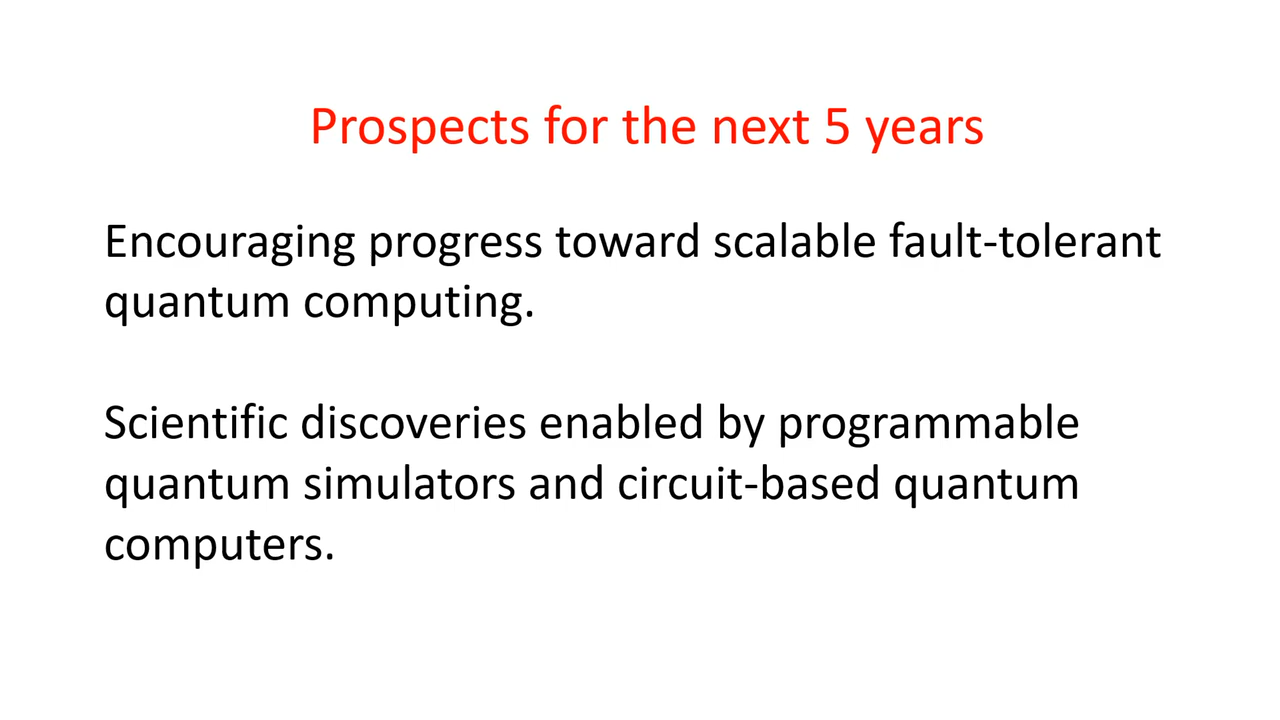 Prospects for the next 5 years
Encouraging progress toward scalable fault-tolerant
quantum computing.
Scientific discoveries enabled by programmable
quantum simulators and circuit-based quantum
computers.